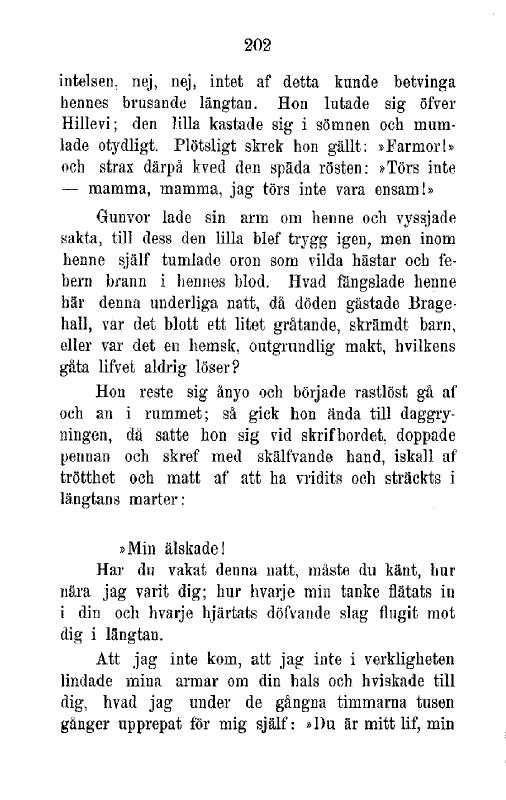 202
intelsen, nej, nej, intet af detta kunde betvinga
hennes brusande längtan. Hon lutade sig öfver
Hillevi; den lilla kastade sig i sömnen och mum-
lade otydligt. Plötsligt skrek hon gällt: »Farmor!»
och strax därpå kved den späda rösten: »Törs inte
— mamma, mamma, jag törs inte vara ensam!»
Gunvor lade sin arm om henne och vyssjade
sakta, till dess den lilla blef trygg igen, men inom
henne själf tumlade oron som vilda hästar och fe-
bern brann i hennes blod. Hvad fängslade henne
här denna underliga natt, då döden gästade Brage-
hall, var det blott ett litet gråtande, skrämdt barn,
eller var det en hemsk, outgrundlig makt, hvilkens
gåta lifvet aldrig löser?
Hon reste sig ånyo och började rastlöst gå af
och an i rummet; så gick hon ända till daggry-
ningen, då satte hon sig vid skrifbordet, doppade
pennan och skref med skälfvande hand, iskall af
trötthet och matt af att ha vridits och sträckts i
längtans marter:
»Min älskade!
Har du vakat denna natt, måste du känt, hur
nära jag varit dig; hur hvarje min tanke flätats in
i din och hvarje hjärtats döfvande slag flugit mot
dig i längtan.
Att jag inte kom, att jag inte i verkligheten
lindade mina armar om din hals och hviskade till
dig, hvad jag under de gångna timmarna tusen
gånger upprepat för mig själf: »Du är mitt lif, min